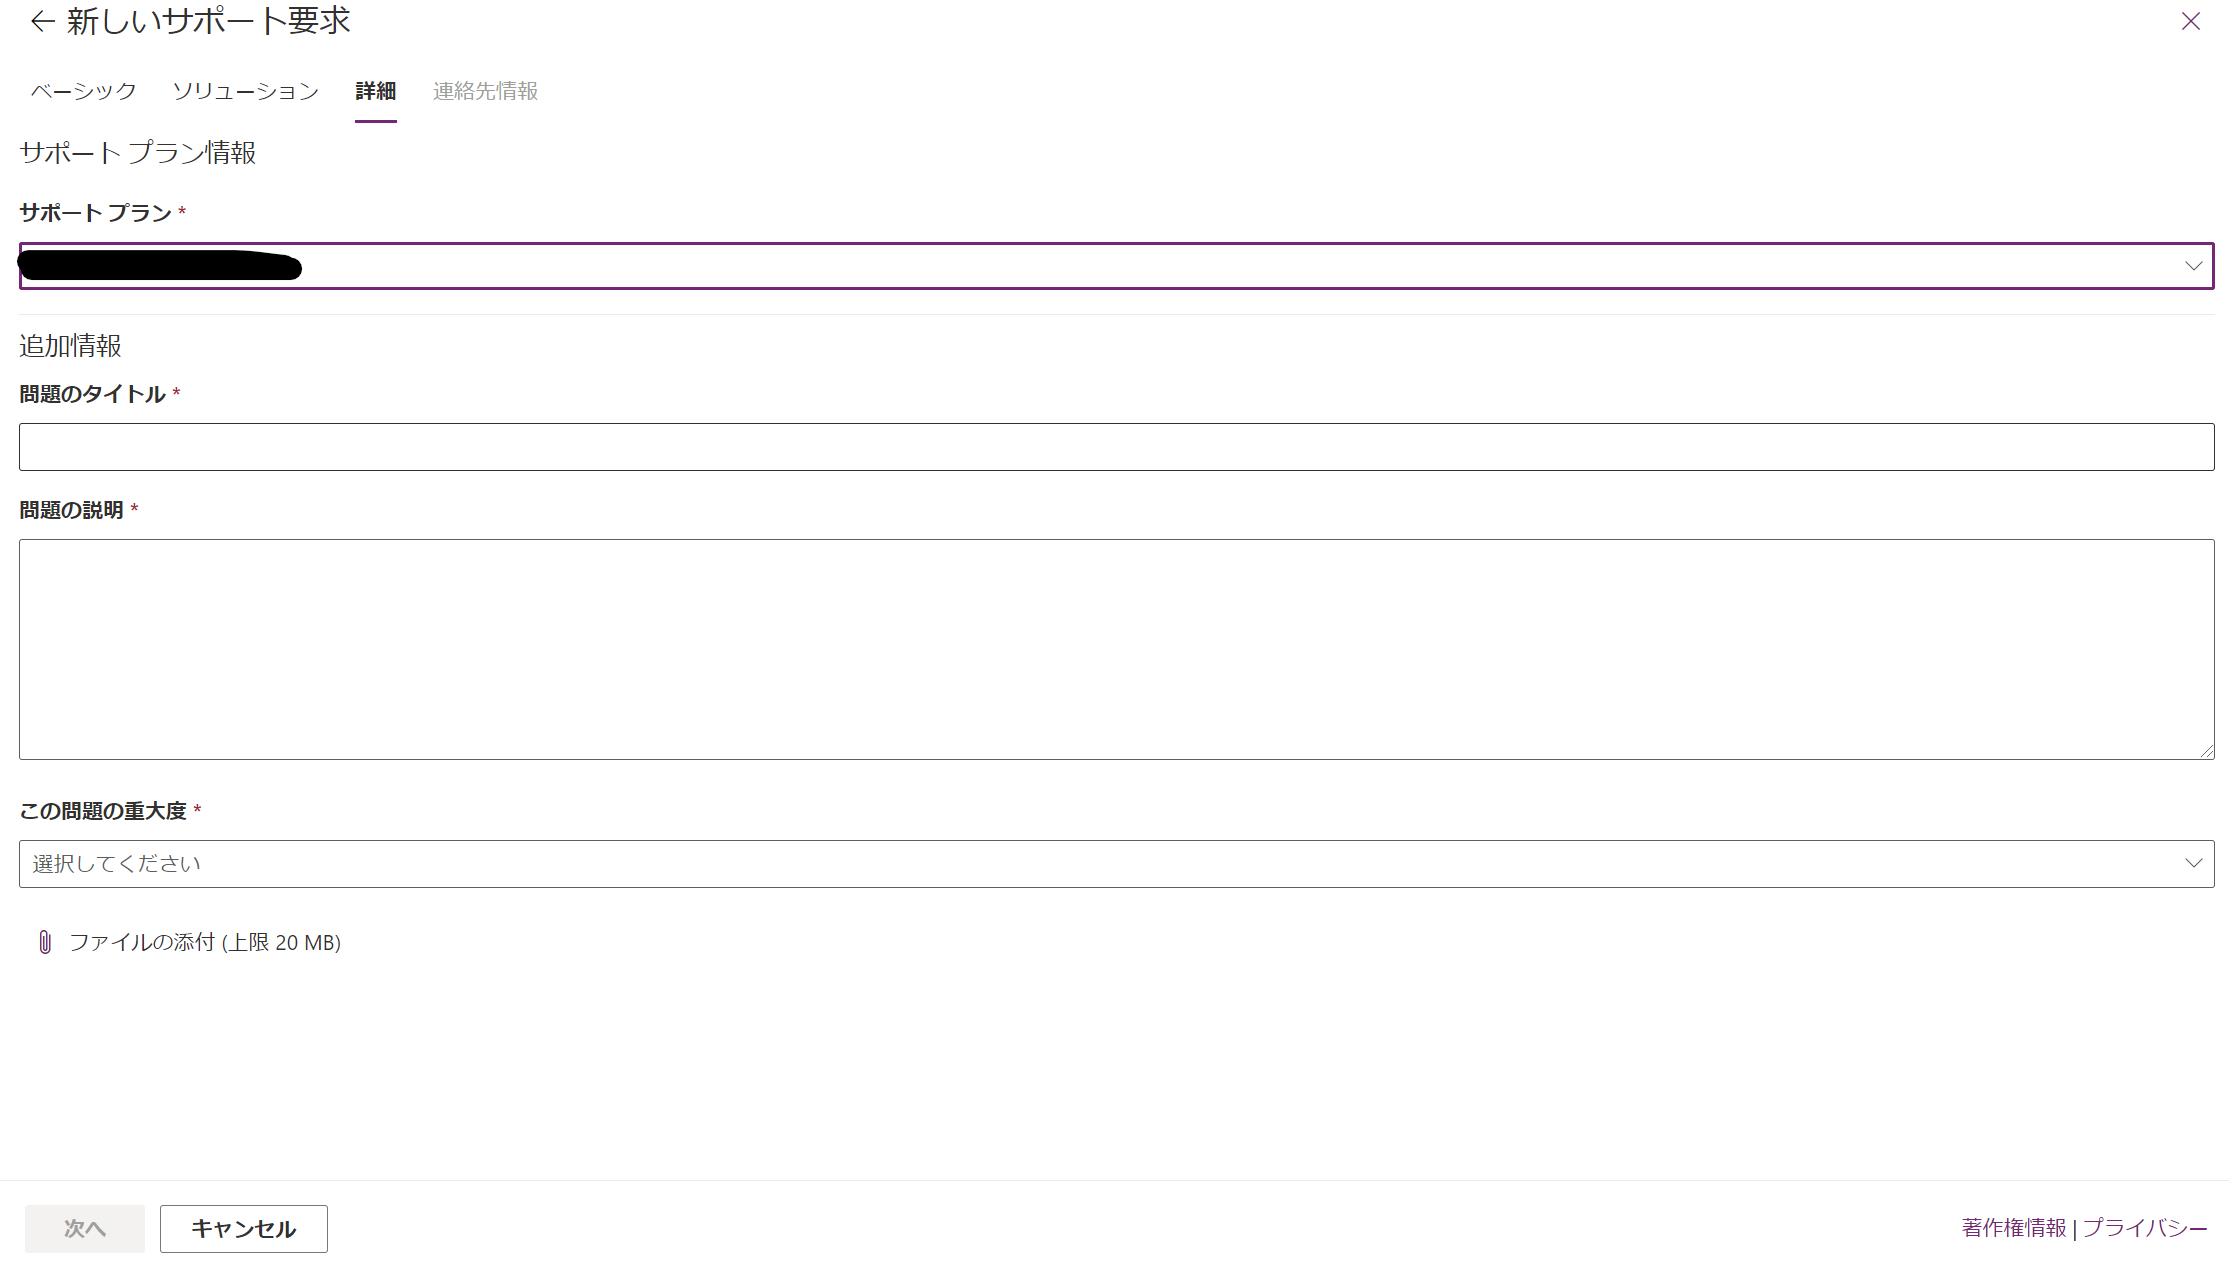 ← 新しいサポート要求
ベーシック ソリューション 詳細 連絡先情報
サポート プラン情報
サポート プラン *
追加情報
問題のタイトル *
問題の説明 *
この問題の重大度 *
選択してください
ファイルの添付 (上限 20 MB)
次へ キャンセル 著作権情報 | プライバシー